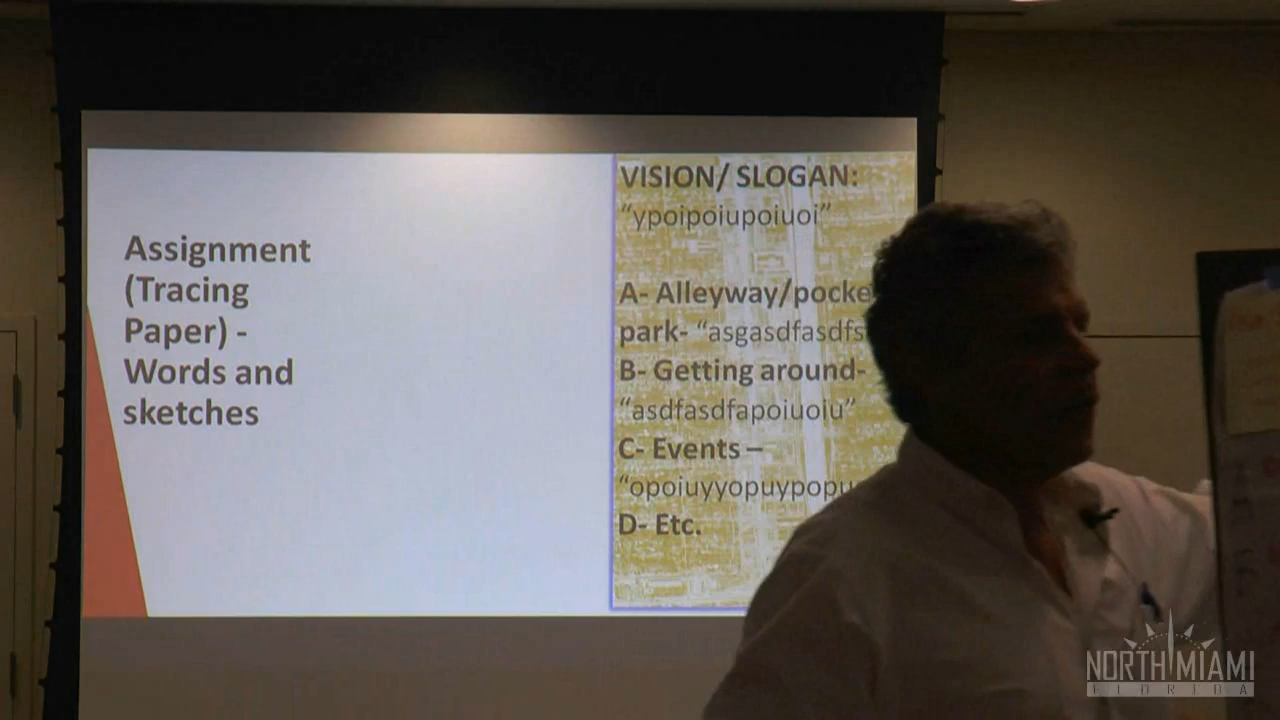 Assignment
(Tracing
Paper) -
Words and
sketches
VISION/ SLOGAN:
“ypoipoiupoiuoi”
A- Alleyway/pocke
park- “asgasdfasdfs
B- Getting around-
“asdfasdfapoiuoiu”
C- Events –
“opoiuyyopuypopu
D- Etc.
NORTH MIAMI
FLORIDA